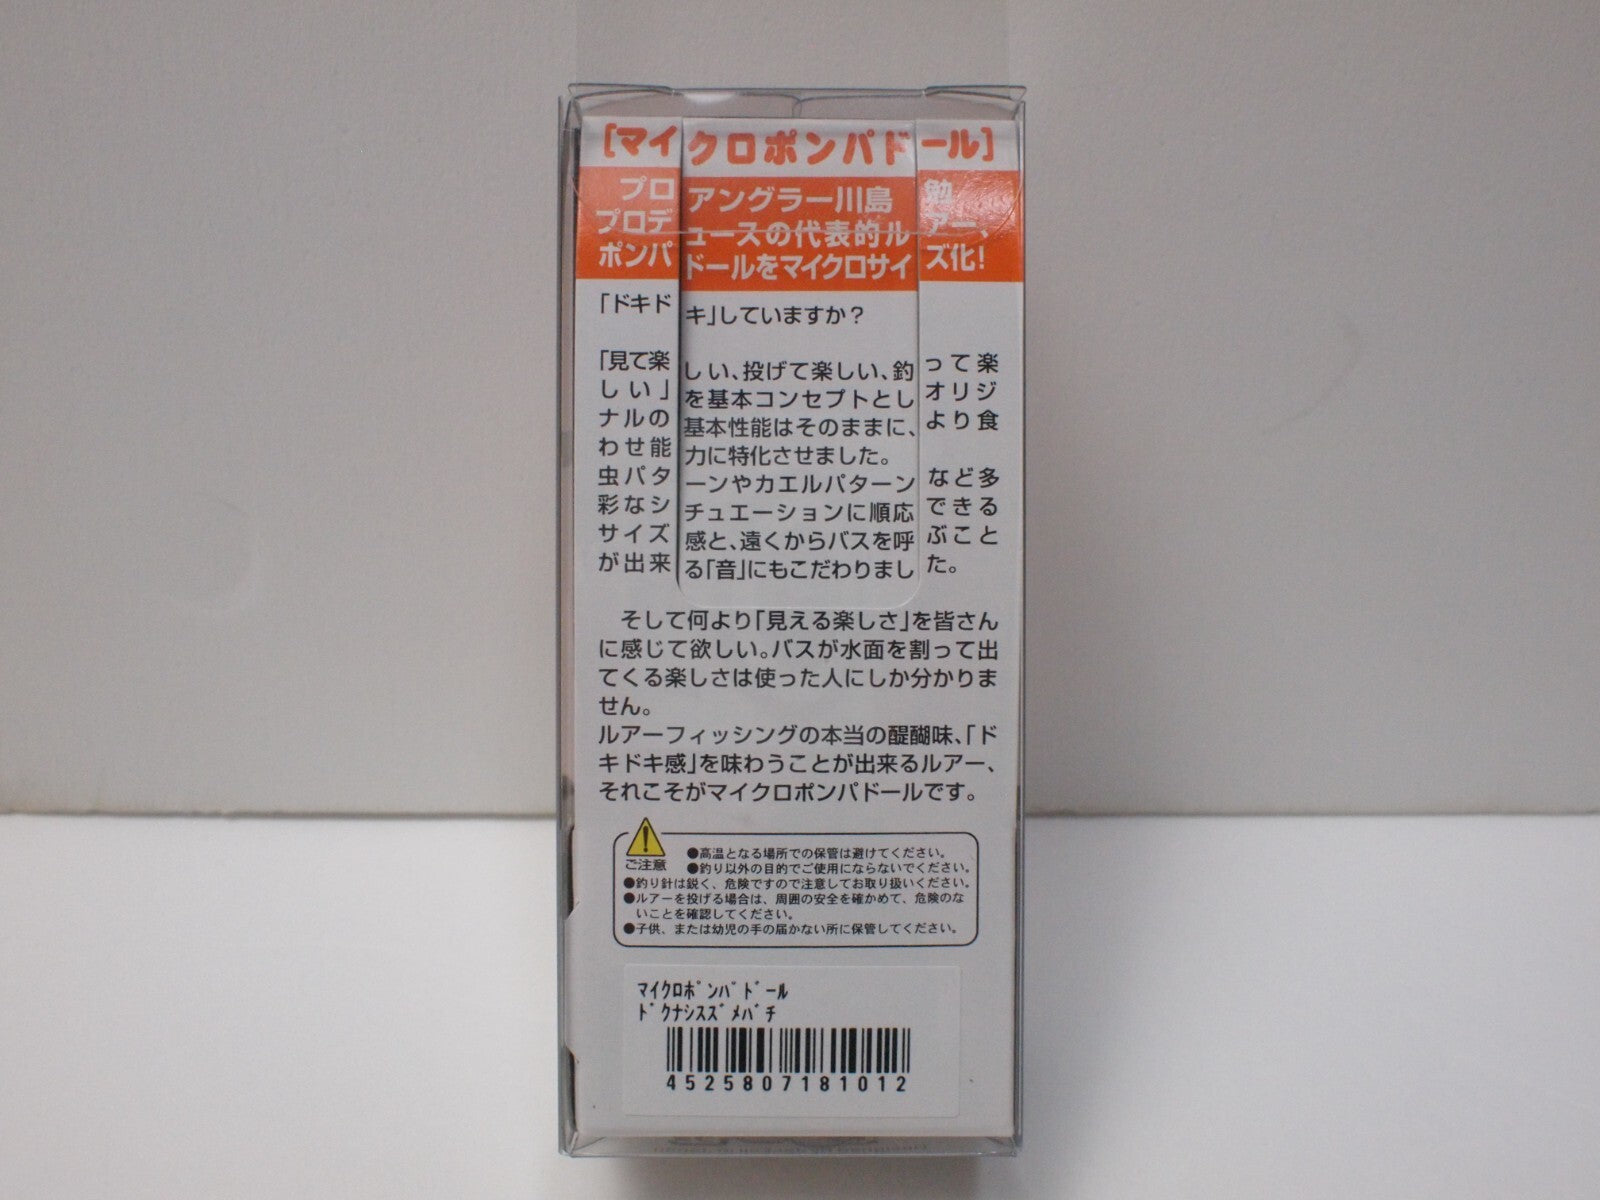 [マイクロポンパドール]
プロアングラー川島 勉
プロデュースの代表的ルアー、
ポンパドールをマイクロサイズ化!
「ドキドキ」していますか?
「見て楽しい、投げて楽しい、釣って楽
しい」を基本コンセプトとしオリジ
ナルの基本性能はそのままに、より食
わせ能力に特化させました。
虫パターンやカエルパターンなど多
彩なシチュエーションに順応できる
サイズ感と、遠くからバスを呼ぶこと
が出来る「音」にもこだわりました。
そして何より「見える楽しさ」を皆さん
に感じて欲しい。バスが水面を割って出
てくる楽しさは使った人にしか分かりま
せん。
ルアーフィッシングの本当の醍醐味、「ド
キドキ感」を味わうことが出来るルアー、
それこそがマイクロポンパドールです。
ご注意
●高温となる場所での保管は避けてください。
●釣り以外の目的でご使用にならないでください。
●釣り針は鋭く、危険ですので注意してお取り扱いください。
●ルアーを投げる場合は、周囲の安全を確かめて、危険のな
いことを確認してください。
●子供、または幼児の手の届かない所に保管してください。
ﾏｲｸﾛﾎﾟﾝﾊﾟﾄﾞｰﾙ
ﾄﾞｸﾅｼｽｽﾞﾒﾊﾞﾁ
4525807181012